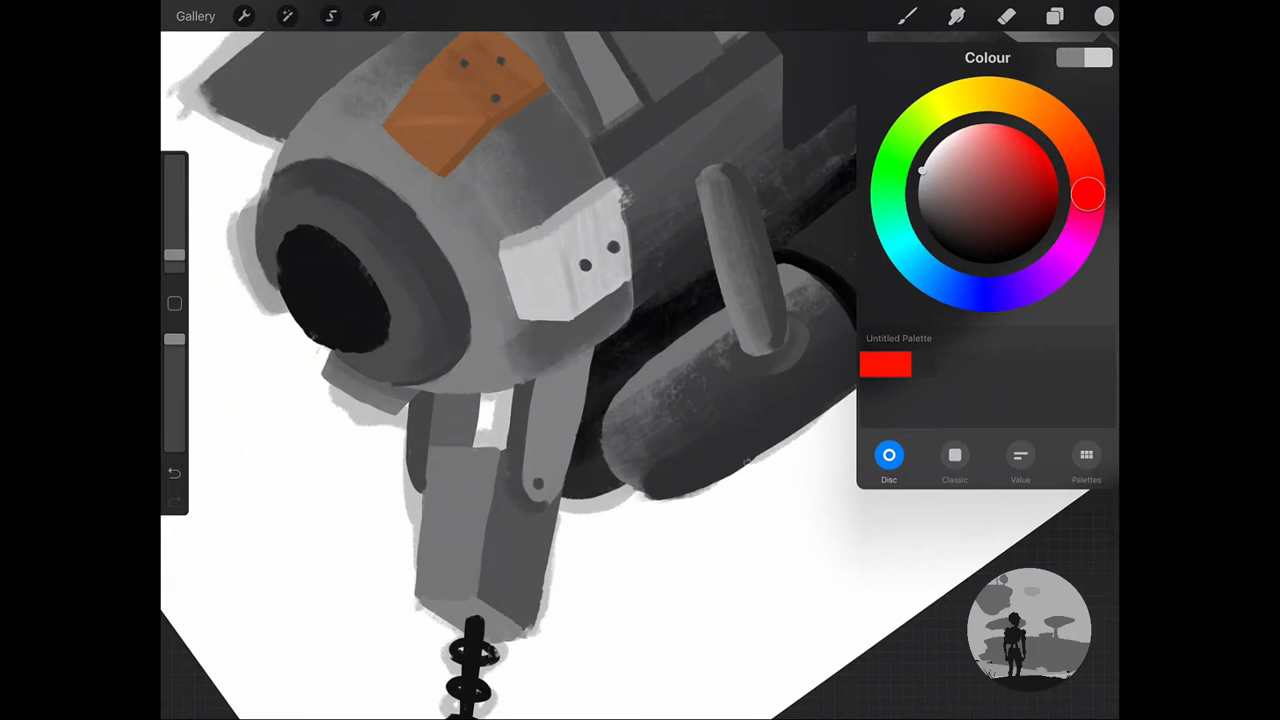 Gallery
Colour
Untitled Palette
Disc
Classic
Value
Palettes